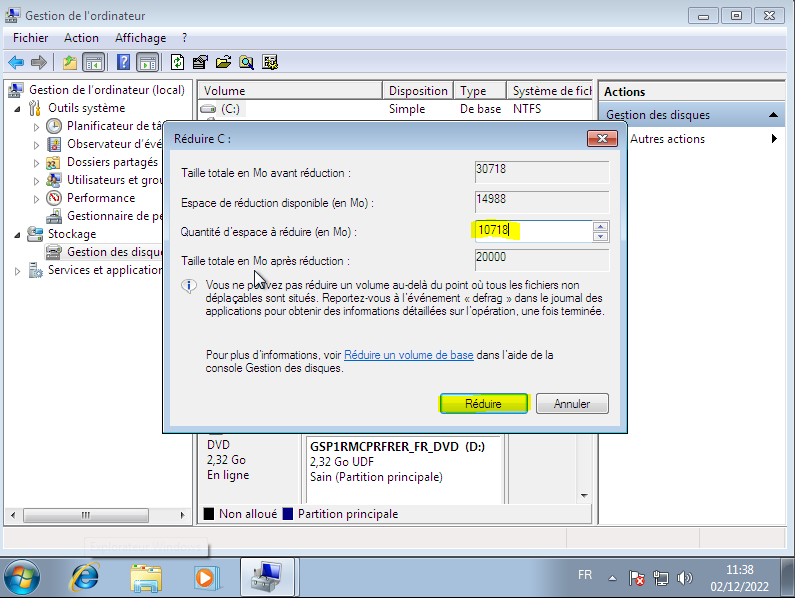 Gestion de l'ordinateur
Fichier Action Affichage ?
Gestion de l'ordinateur (local)
Outils système
Planificateur de tâ
Observateur d'évé
Dossiers partagés
Utilisateurs et grou
Performance
Gestionnaire de pe
Stockage
Gestion des disque
Services et application
Volume Disposition Type Système de fich
(C:) Simple De base NTFS
Actions
Gestion des disques
Autres actions
Réduire C :
Taille totale en Mo avant réduction : 30718
Espace de réduction disponible (en Mo) : 14988
Quantité d'espace à réduire (en Mo) : 10718
Taille totale en Mo après réduction : 20000
Vous ne pouvez pas réduire un volume au-delà du point où tous les fichiers non
déplaçables sont situés. Reportez-vous à l'événement « defrag » dans le journal des
applications pour obtenir des informations détaillées sur l'opération, une fois terminée.
Pour plus d'informations, voir Réduire un volume de base dans l'aide de la
console Gestion des disques.
Réduire Annuler
DVD
2,32 Go
En ligne
GSP1RMCPRFRER_FR_DVD (D:)
2,32 Go UDF
Sain (Partition principale)
Non alloué Partition principale
FR
11:38
02/12/2022